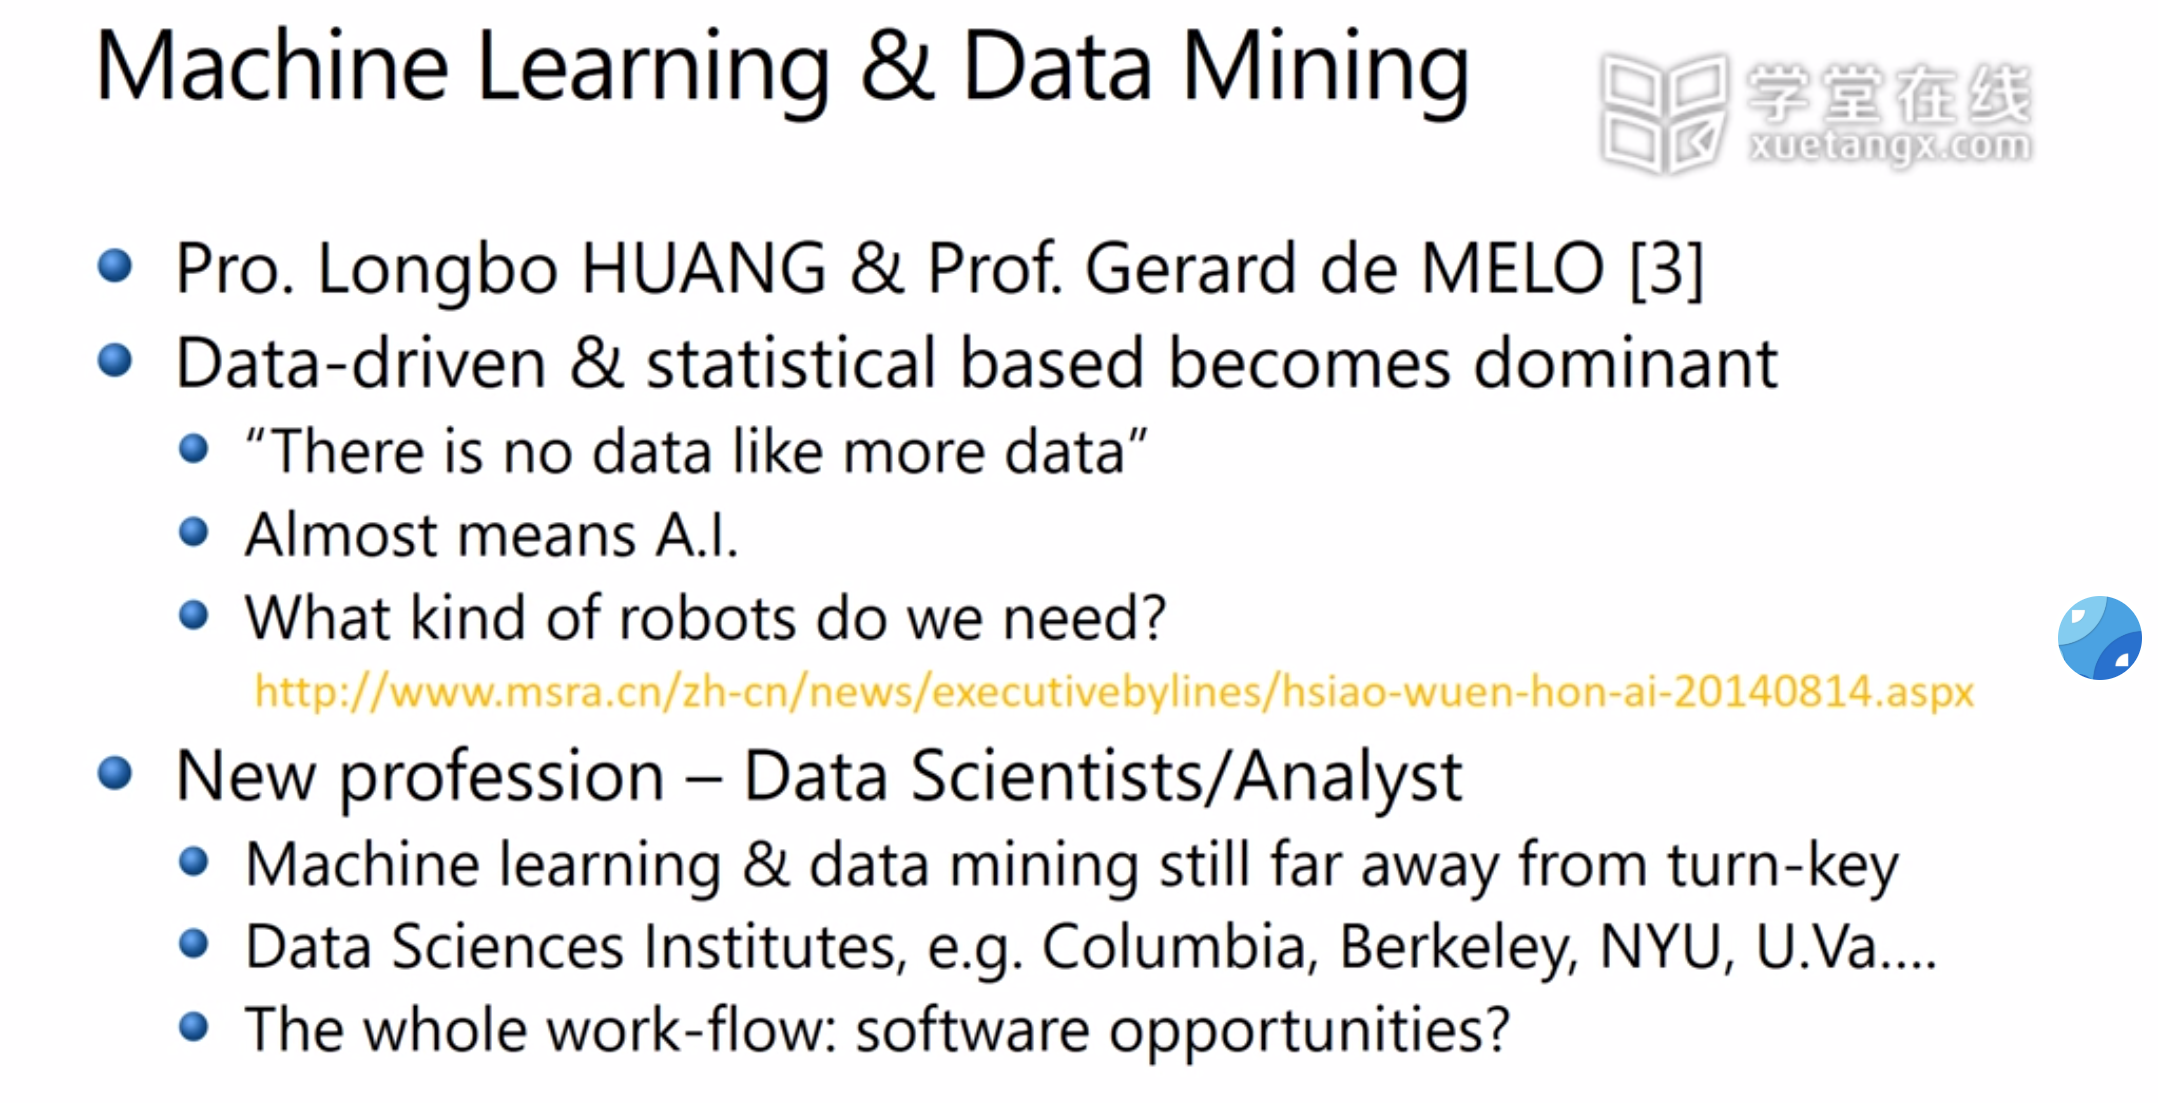 Machine Learning & Data Mining
学堂在线
xuetangx.com
Pro. Longbo HUANG & Prof. Gerard de MELO [3]
Data-driven & statistical based becomes dominant
“There is no data like more data”
Almost means A.I.
What kind of robots do we need?
http://www.msra.cn/zh-cn/news/executivebylines/hsiao-wuen-hon-ai-20140814.aspx
New profession – Data Scientists/Analyst
Machine learning & data mining still far away from turn-key
Data Sciences Institutes, e.g. Columbia, Berkeley, NYU, U.Va....
The whole work-flow: software opportunities?